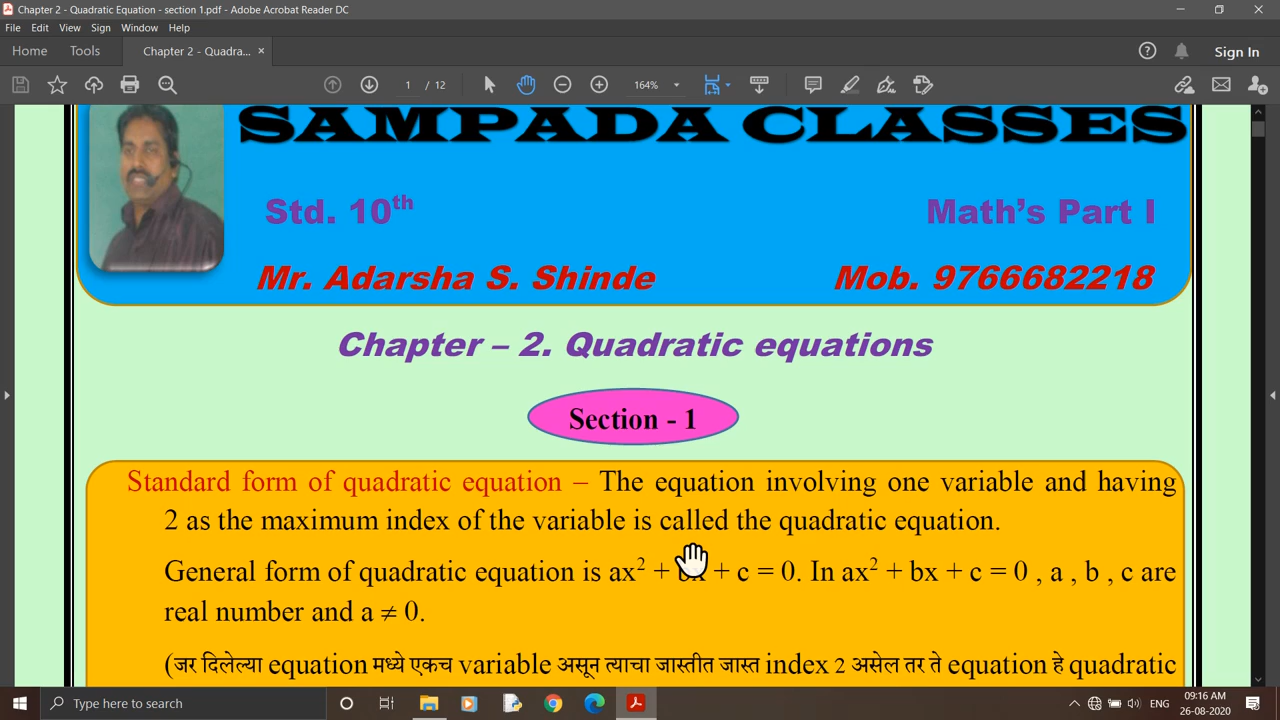 Chapter 2 - Quadratic Equation - section 1.pdf - Adobe Acrobat Reader DC
File Edit View Sign Window Help
Home Tools Chapter 2 - Quadra... × Sign In
1 / 12 164%
SAMPADA CLASSES
Std. 10th Math's Part I
Mr. Adarsha S. Shinde Mob. 9766682218
Chapter – 2. Quadratic equations
Section - 1
Standard form of quadratic equation – The equation involving one variable and having
2 as the maximum index of the variable is called the quadratic equation.
General form of quadratic equation is ax² + bx + c = 0. In ax² + bx + c = 0 , a , b , c are
real number and a ≠ 0.
(जर दिलेल्या equation मध्ये एकच variable असून त्याचा जास्तीत जास्त index 2 असेल तर ते equation हे quadratic
Type here to search ENG 09:16 AM
26-08-2020